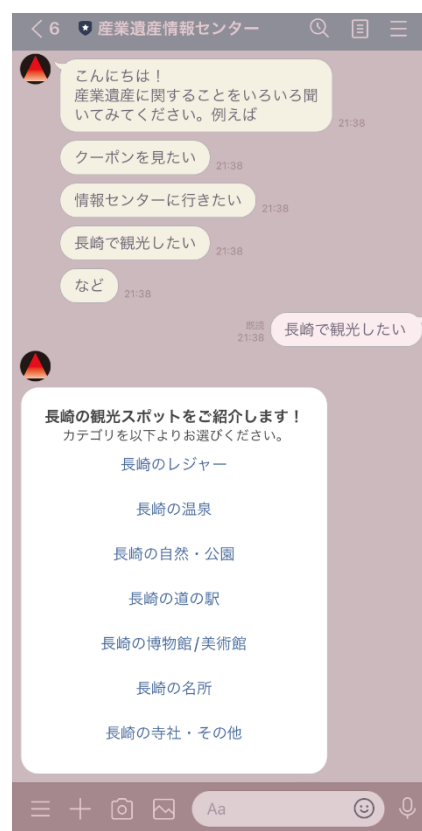 6 産業遺産情報センター
こんにちは！
産業遺産に関することをいろいろ聞
いてみてください。例えば
21:38
クーポンを見たい
21:38
情報センターに行きたい
21:38
長崎で観光したい
21:38
など
21:38
既読
21:38
長崎で観光したい
長崎の観光スポットをご紹介します！
カテゴリを以下よりお選びください。
長崎のレジャー
長崎の温泉
長崎の自然・公園
長崎の道の駅
長崎の博物館/美術館
長崎の名所
長崎の寺社・その他
Aa